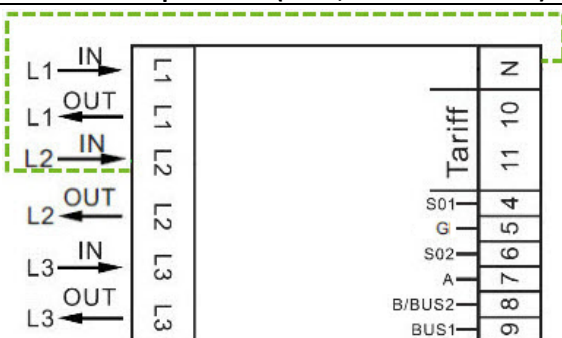 L1 IN L1
L1 OUT L1
L2 IN L2
L2 OUT L2
L3 IN L3
L3 OUT L3
N
Tariff
10
11
S01 4
G 5
S02 6
A 7
B/BUS2 8
BUS1 9